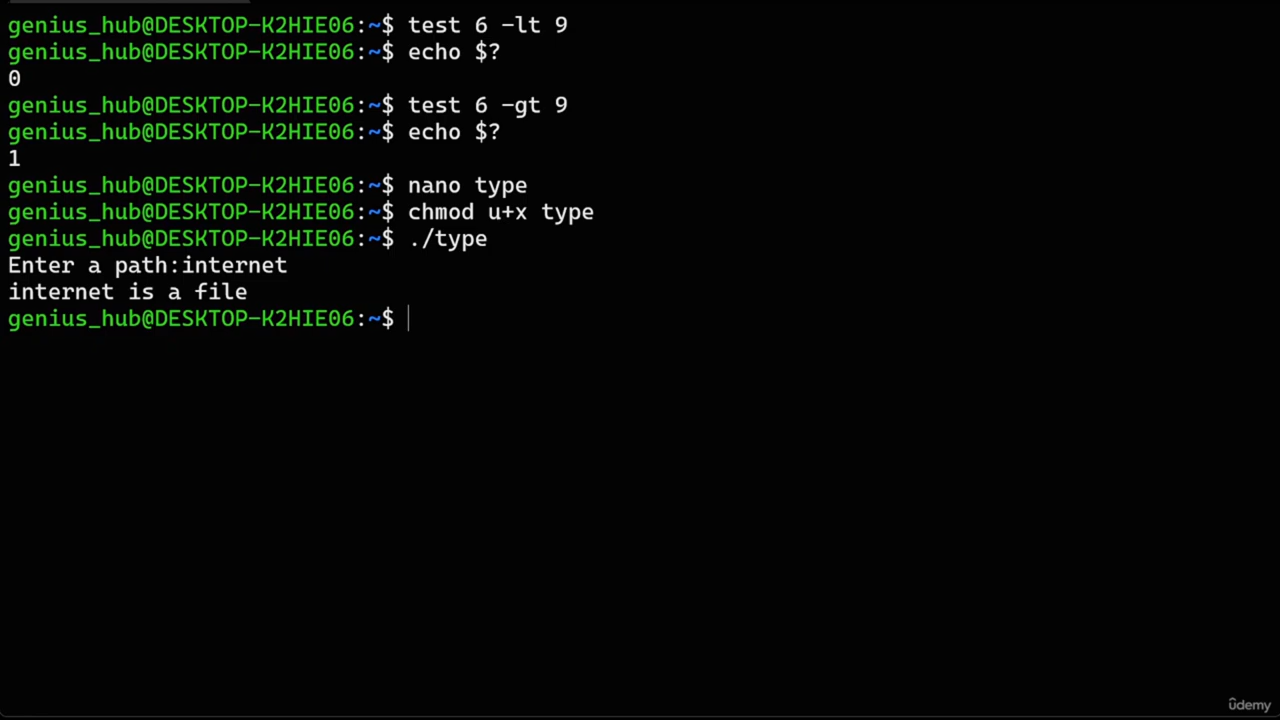 genius_hub@DESKTOP-K2HIE06:~$ test 6 -lt 9
genius_hub@DESKTOP-K2HIE06:~$ echo $?
0
genius_hub@DESKTOP-K2HIE06:~$ test 6 -gt 9
genius_hub@DESKTOP-K2HIE06:~$ echo $?
1
genius_hub@DESKTOP-K2HIE06:~$ nano type
genius_hub@DESKTOP-K2HIE06:~$ chmod u+x type
genius_hub@DESKTOP-K2HIE06:~$ ./type
Enter a path:internet
internet is a file
genius_hub@DESKTOP-K2HIE06:~$
ûdemy